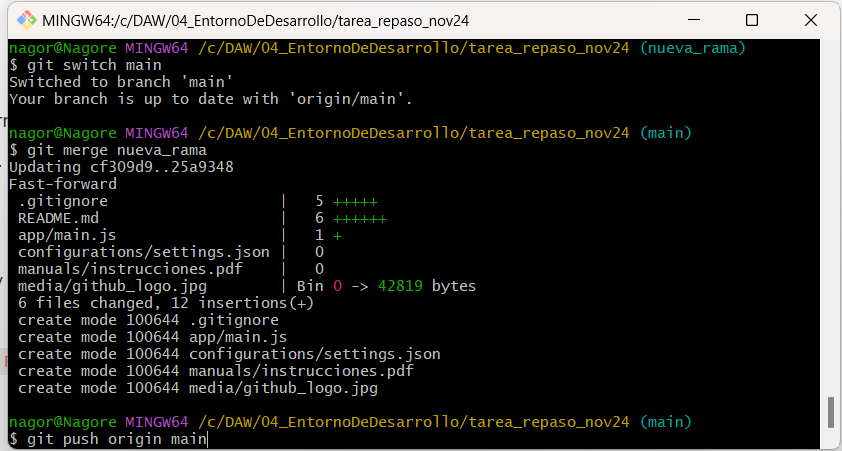 MINGW64:/c/DAW/04_EntornoDeDesarrollo/tarea_repaso_nov24
nagor@Nagore MINGW64 /c/DAW/04_EntornoDeDesarrollo/tarea_repaso_nov24 (nueva_rama)
$ git switch main
Switched to branch 'main'
Your branch is up to date with 'origin/main'.
nagor@Nagore MINGW64 /c/DAW/04_EntornoDeDesarrollo/tarea_repaso_nov24 (main)
$ git merge nueva_rama
Updating cf309d9..25a9348
Fast-forward
 .gitignore                    |   5 +++++
 README.md                     |   6 ++++++
 app/main.js                   |   1 +
 configurations/settings.json |   0
 manuals/instrucciones.pdf     |   0
 media/github_logo.jpg         | Bin 0 -> 42819 bytes
 6 files changed, 12 insertions(+)
 create mode 100644 .gitignore
 create mode 100644 app/main.js
 create mode 100644 configurations/settings.json
 create mode 100644 manuals/instrucciones.pdf
 create mode 100644 media/github_logo.jpg
nagor@Nagore MINGW64 /c/DAW/04_EntornoDeDesarrollo/tarea_repaso_nov24 (main)
$ git push origin main